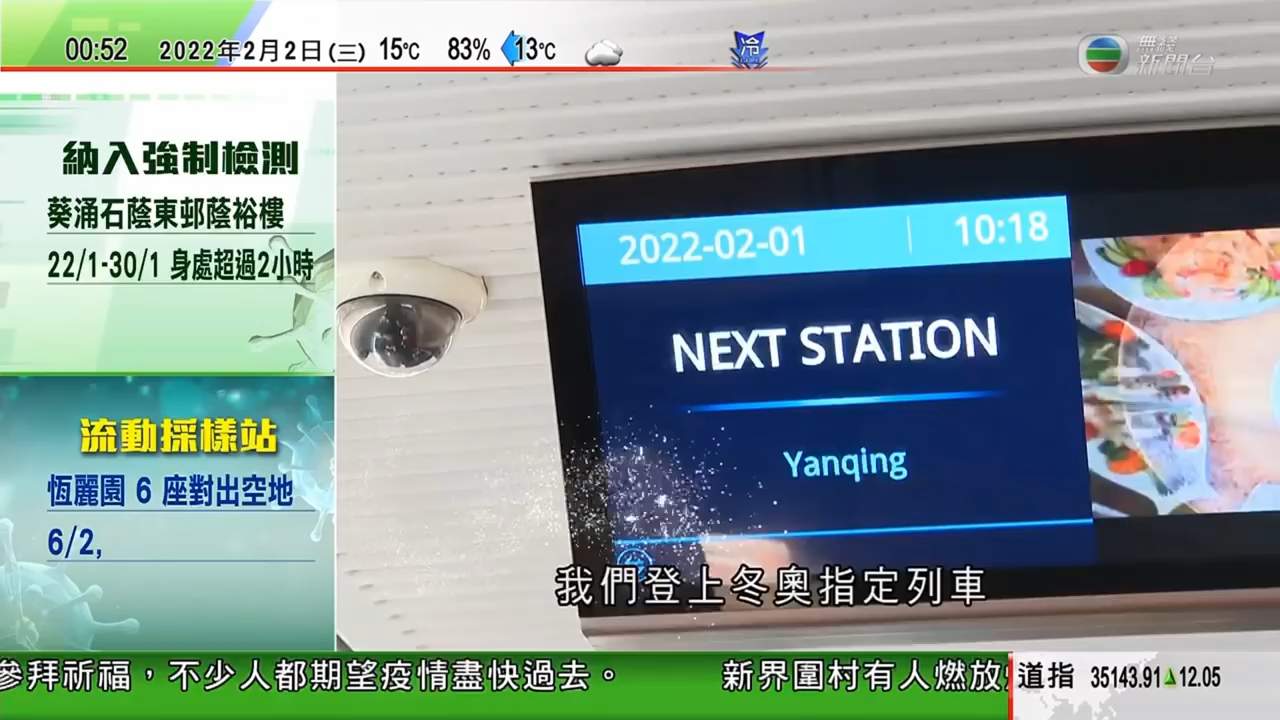 00:52 2022年2月2日(三) 15℃ 83% 13℃ 冷
無綫
新聞台
納入強制檢測
葵涌石蔭東邨蔭裕樓
22/1-30/1 身處超過2小時
流動採樣站
恆麗園 6 座對出空地
6/2,
2022-02-01 10:18
NEXT STATION
Yanqing
我們登上冬奧指定列車
參拜祈福，不少人都期望疫情盡快過去。 新界圍村有人燃放
道指 35143.91▲12.05